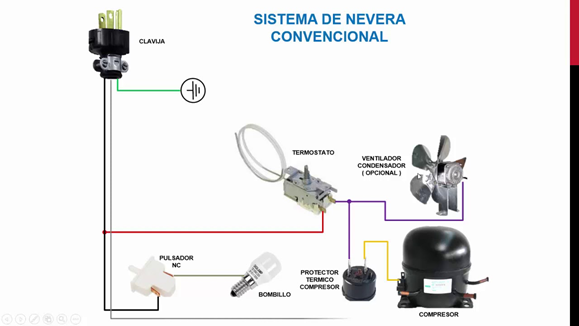 SISTEMA DE NEVERA
CONVENCIONAL
CLAVIJA
TERMOSTATO
VENTILADOR
CONDENSADOR
( OPCIONAL )
PULSADOR
NC
BOMBILLO
PROTECTOR
TERMICO
COMPRESOR
COMPRESOR